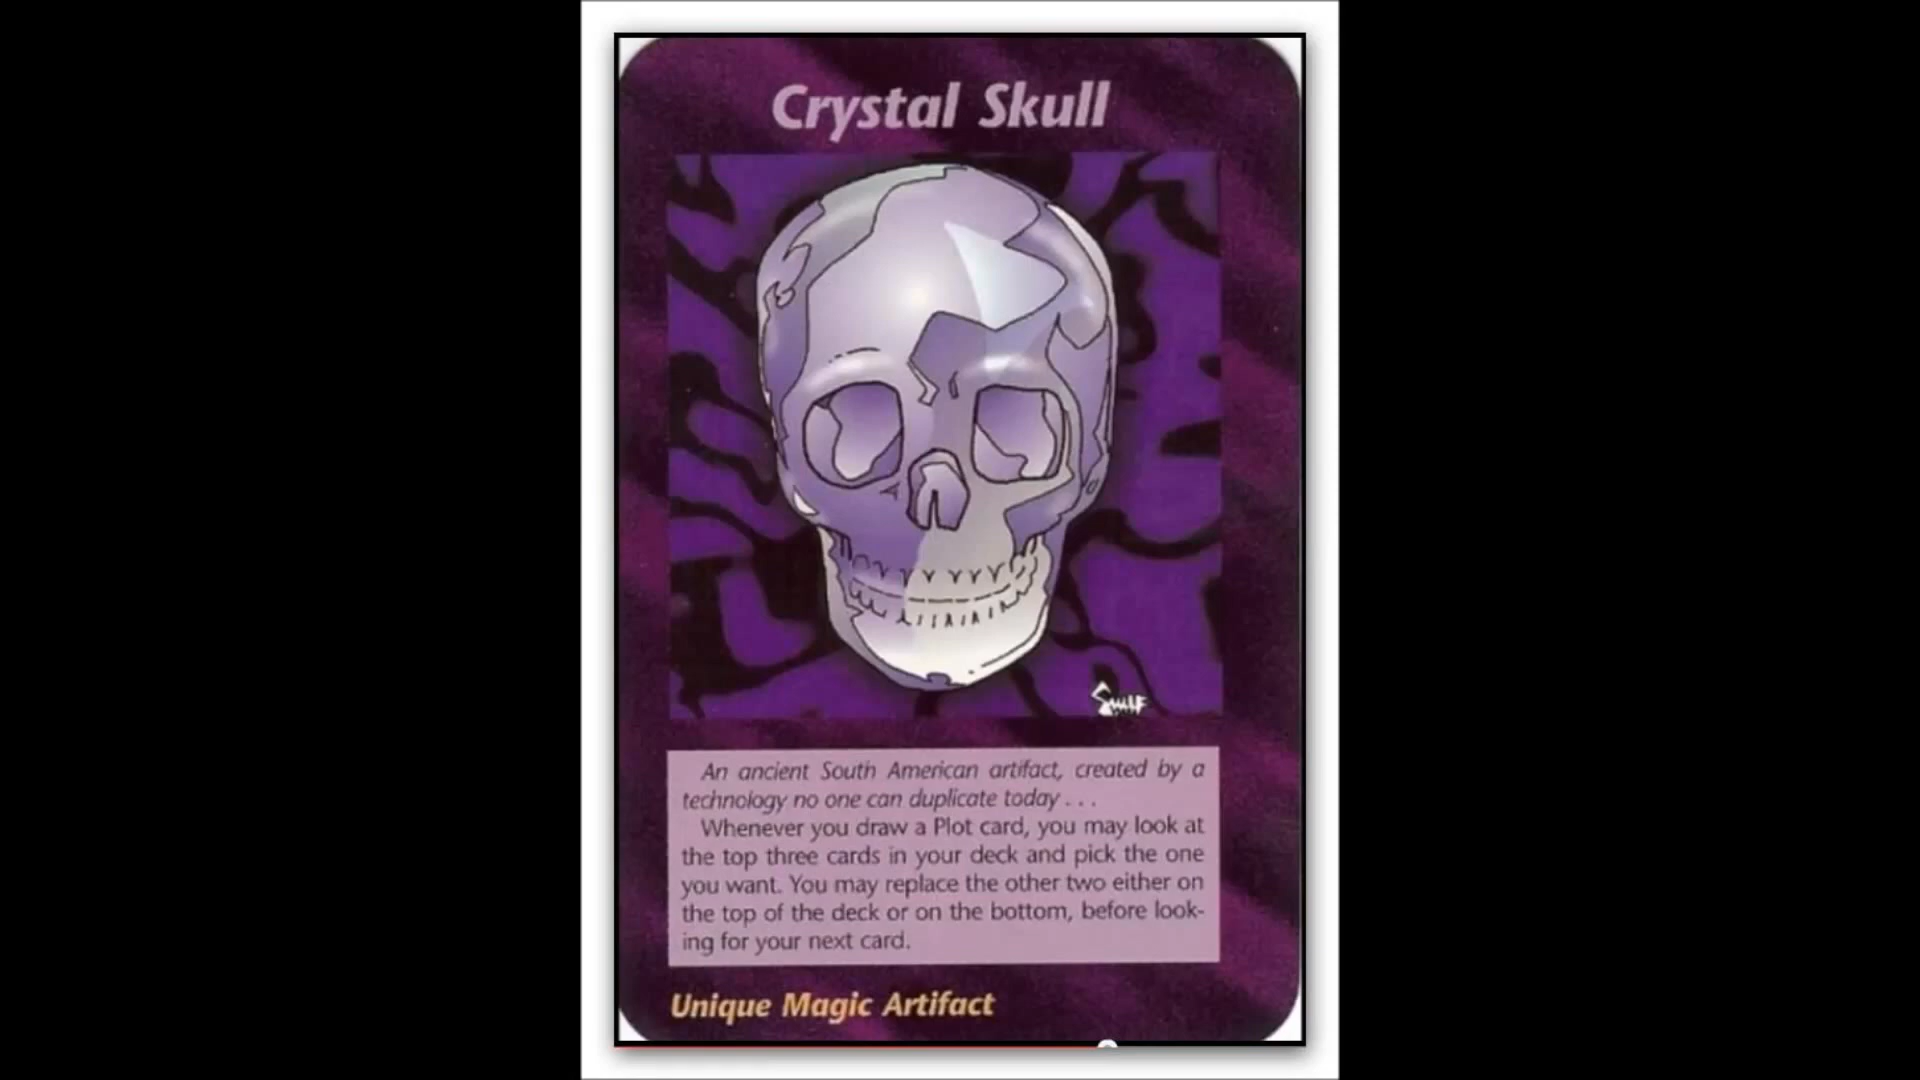 Crystal Skull
An ancient South American artifact, created by a
technology no one can duplicate today . . .
Whenever you draw a Plot card, you may look at
the top three cards in your deck and pick the one
you want. You may replace the other two either on
the top of the deck or on the bottom, before look-
ing for your next card.
Unique Magic Artifact